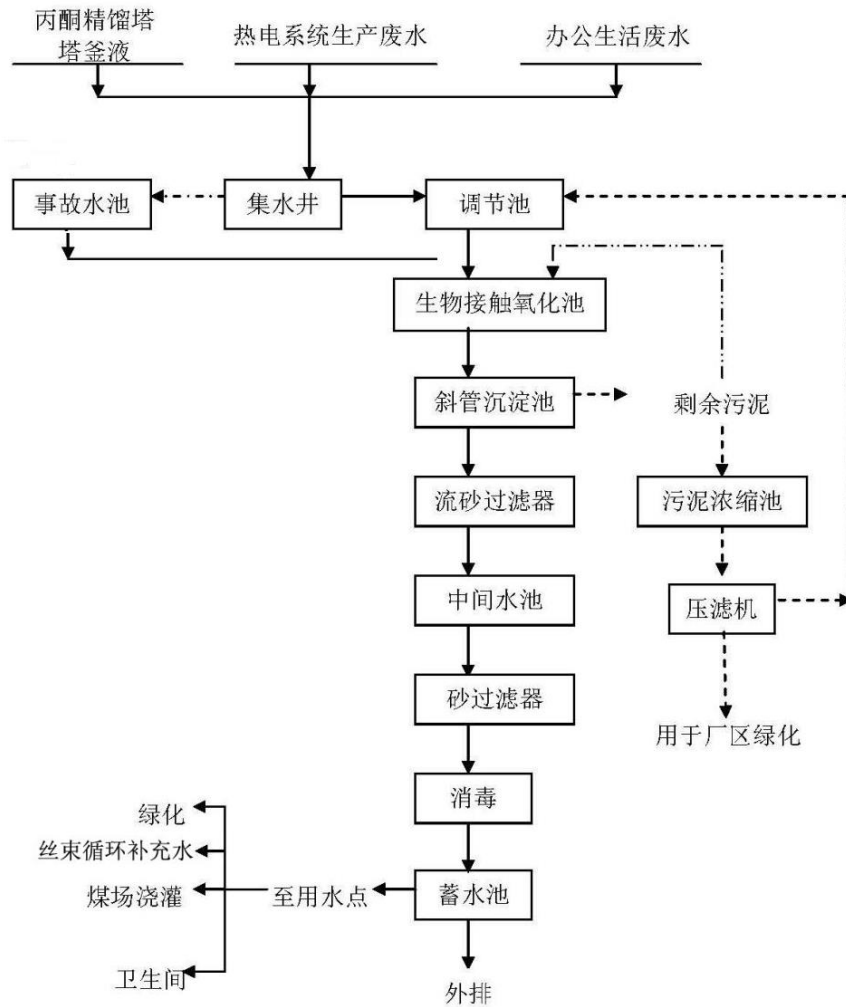 丙酮精馏塔
塔釜液
热电系统生产废水
办公生活废水
事故水池
集水井
调节池
生物接触氧化池
斜管沉淀池
剩余污泥
流砂过滤器
污泥浓缩池
中间水池
压滤机
砂过滤器
用于厂区绿化
消毒
绿化
丝束循环补充水
煤场浇灌
至用水点
蓄水池
卫生间
外排